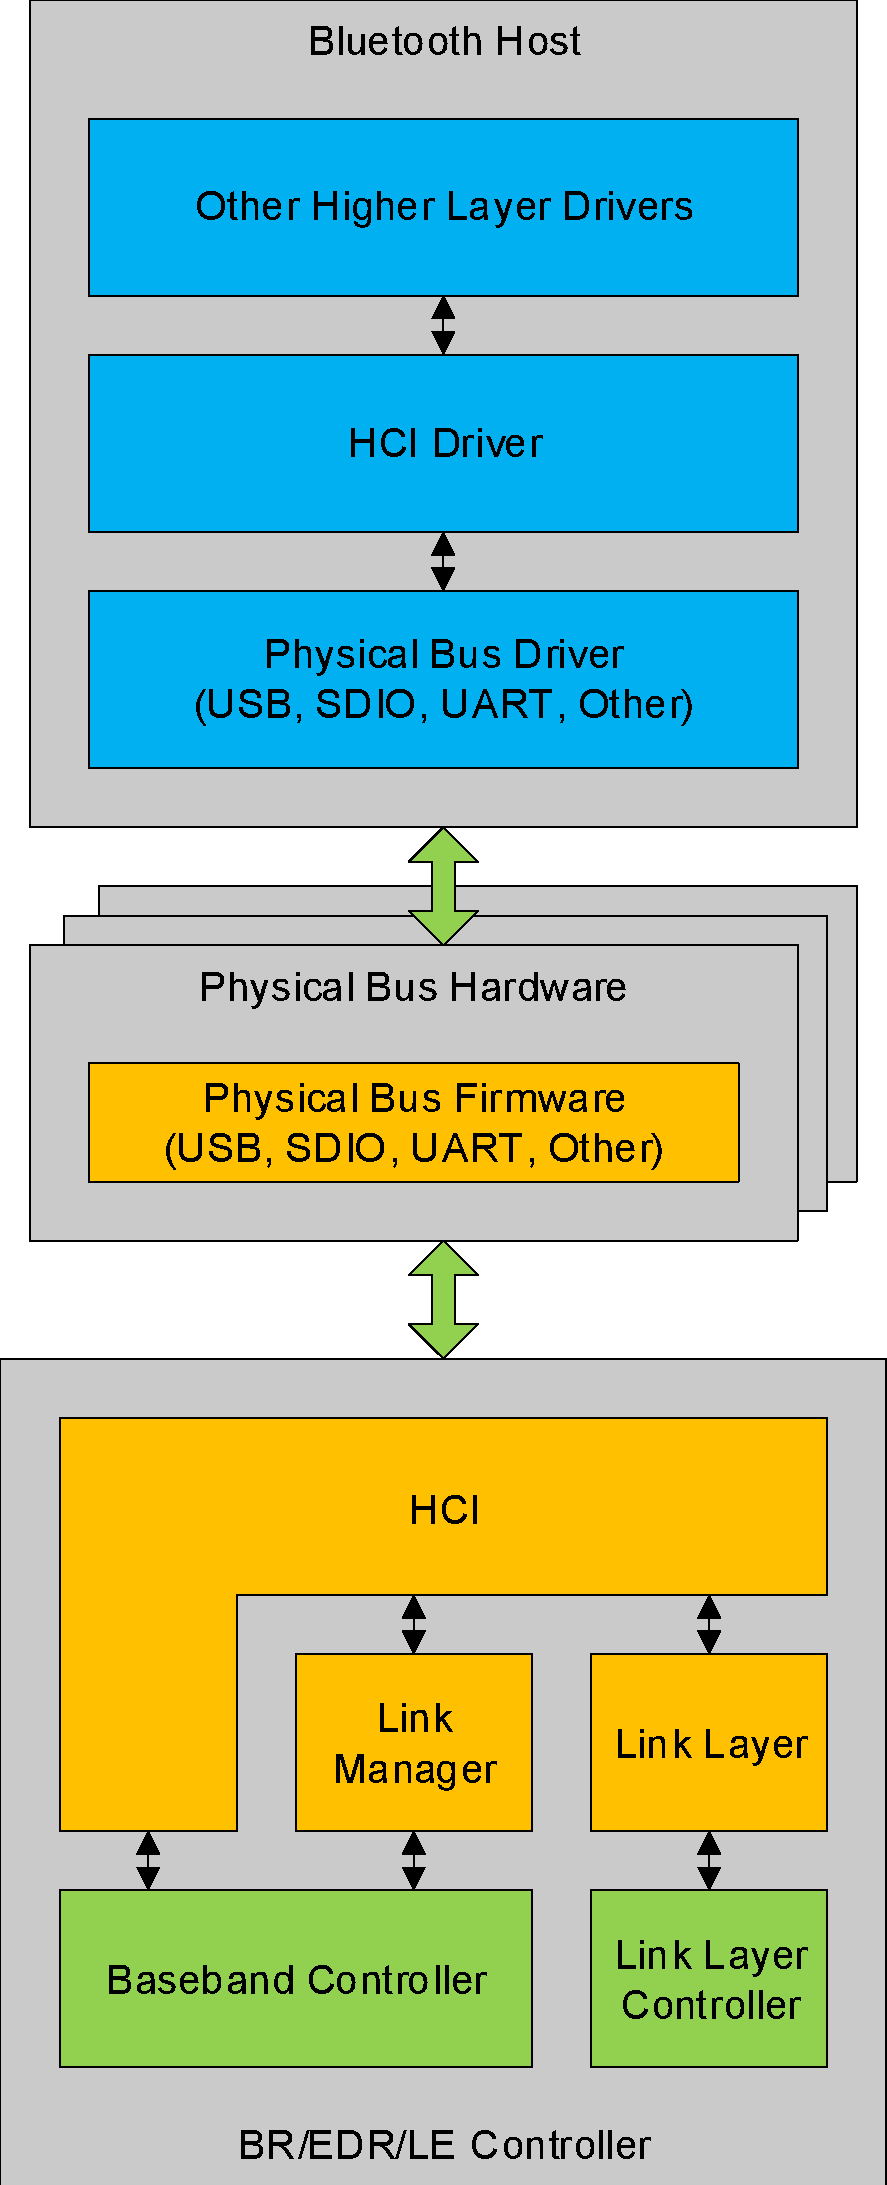 Bluetooth Host
Other Higher Layer Drivers
HCI Driver
Physical Bus Driver
(USB, SDIO, UART, Other)
Physical Bus Hardware
Physical Bus Firmware
(USB, SDIO, UART, Other)
HCI
Link
Manager
Link Layer
Baseband Controller
Link Layer
Controller
BR/EDR/LE Controller